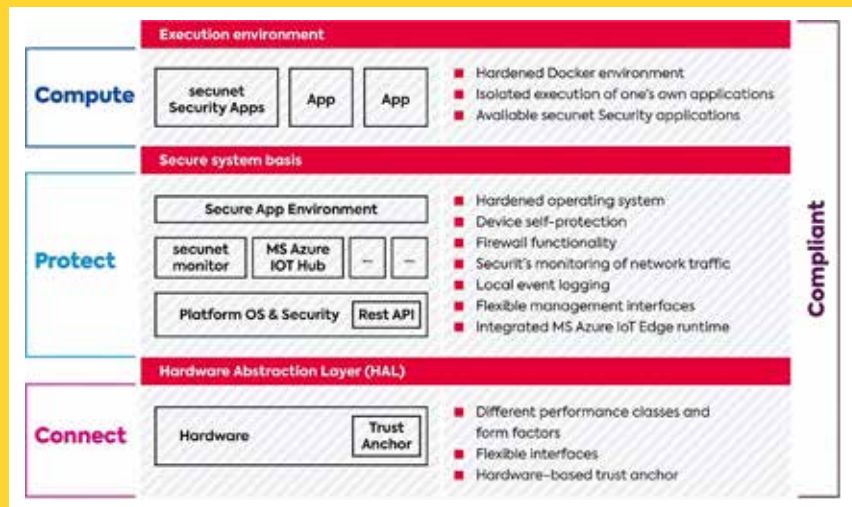 Execution environment
Compute
secunet
Security Apps
App
App
Hardened Docker environment
Isolated execution of one's own applications
Available secunet Security applications
Secure system basis
Protect
Secure App Environment
secunet
monitor
MS Azure
IOT Hub
...
...
Platform OS & Security
Rest API
Hardened operating system
Device self-protection
Firewall functionality
Securit's monitoring of network traffic
Local event logging
Flexible management interfaces
Integrated MS Azure IoT Edge runtime
Hardware Abstraction Layer (HAL)
Connect
Hardware
Trust
Anchor
Different performance classes and
form factors
Flexible interfaces
Hardware-based trust anchor
Compliant